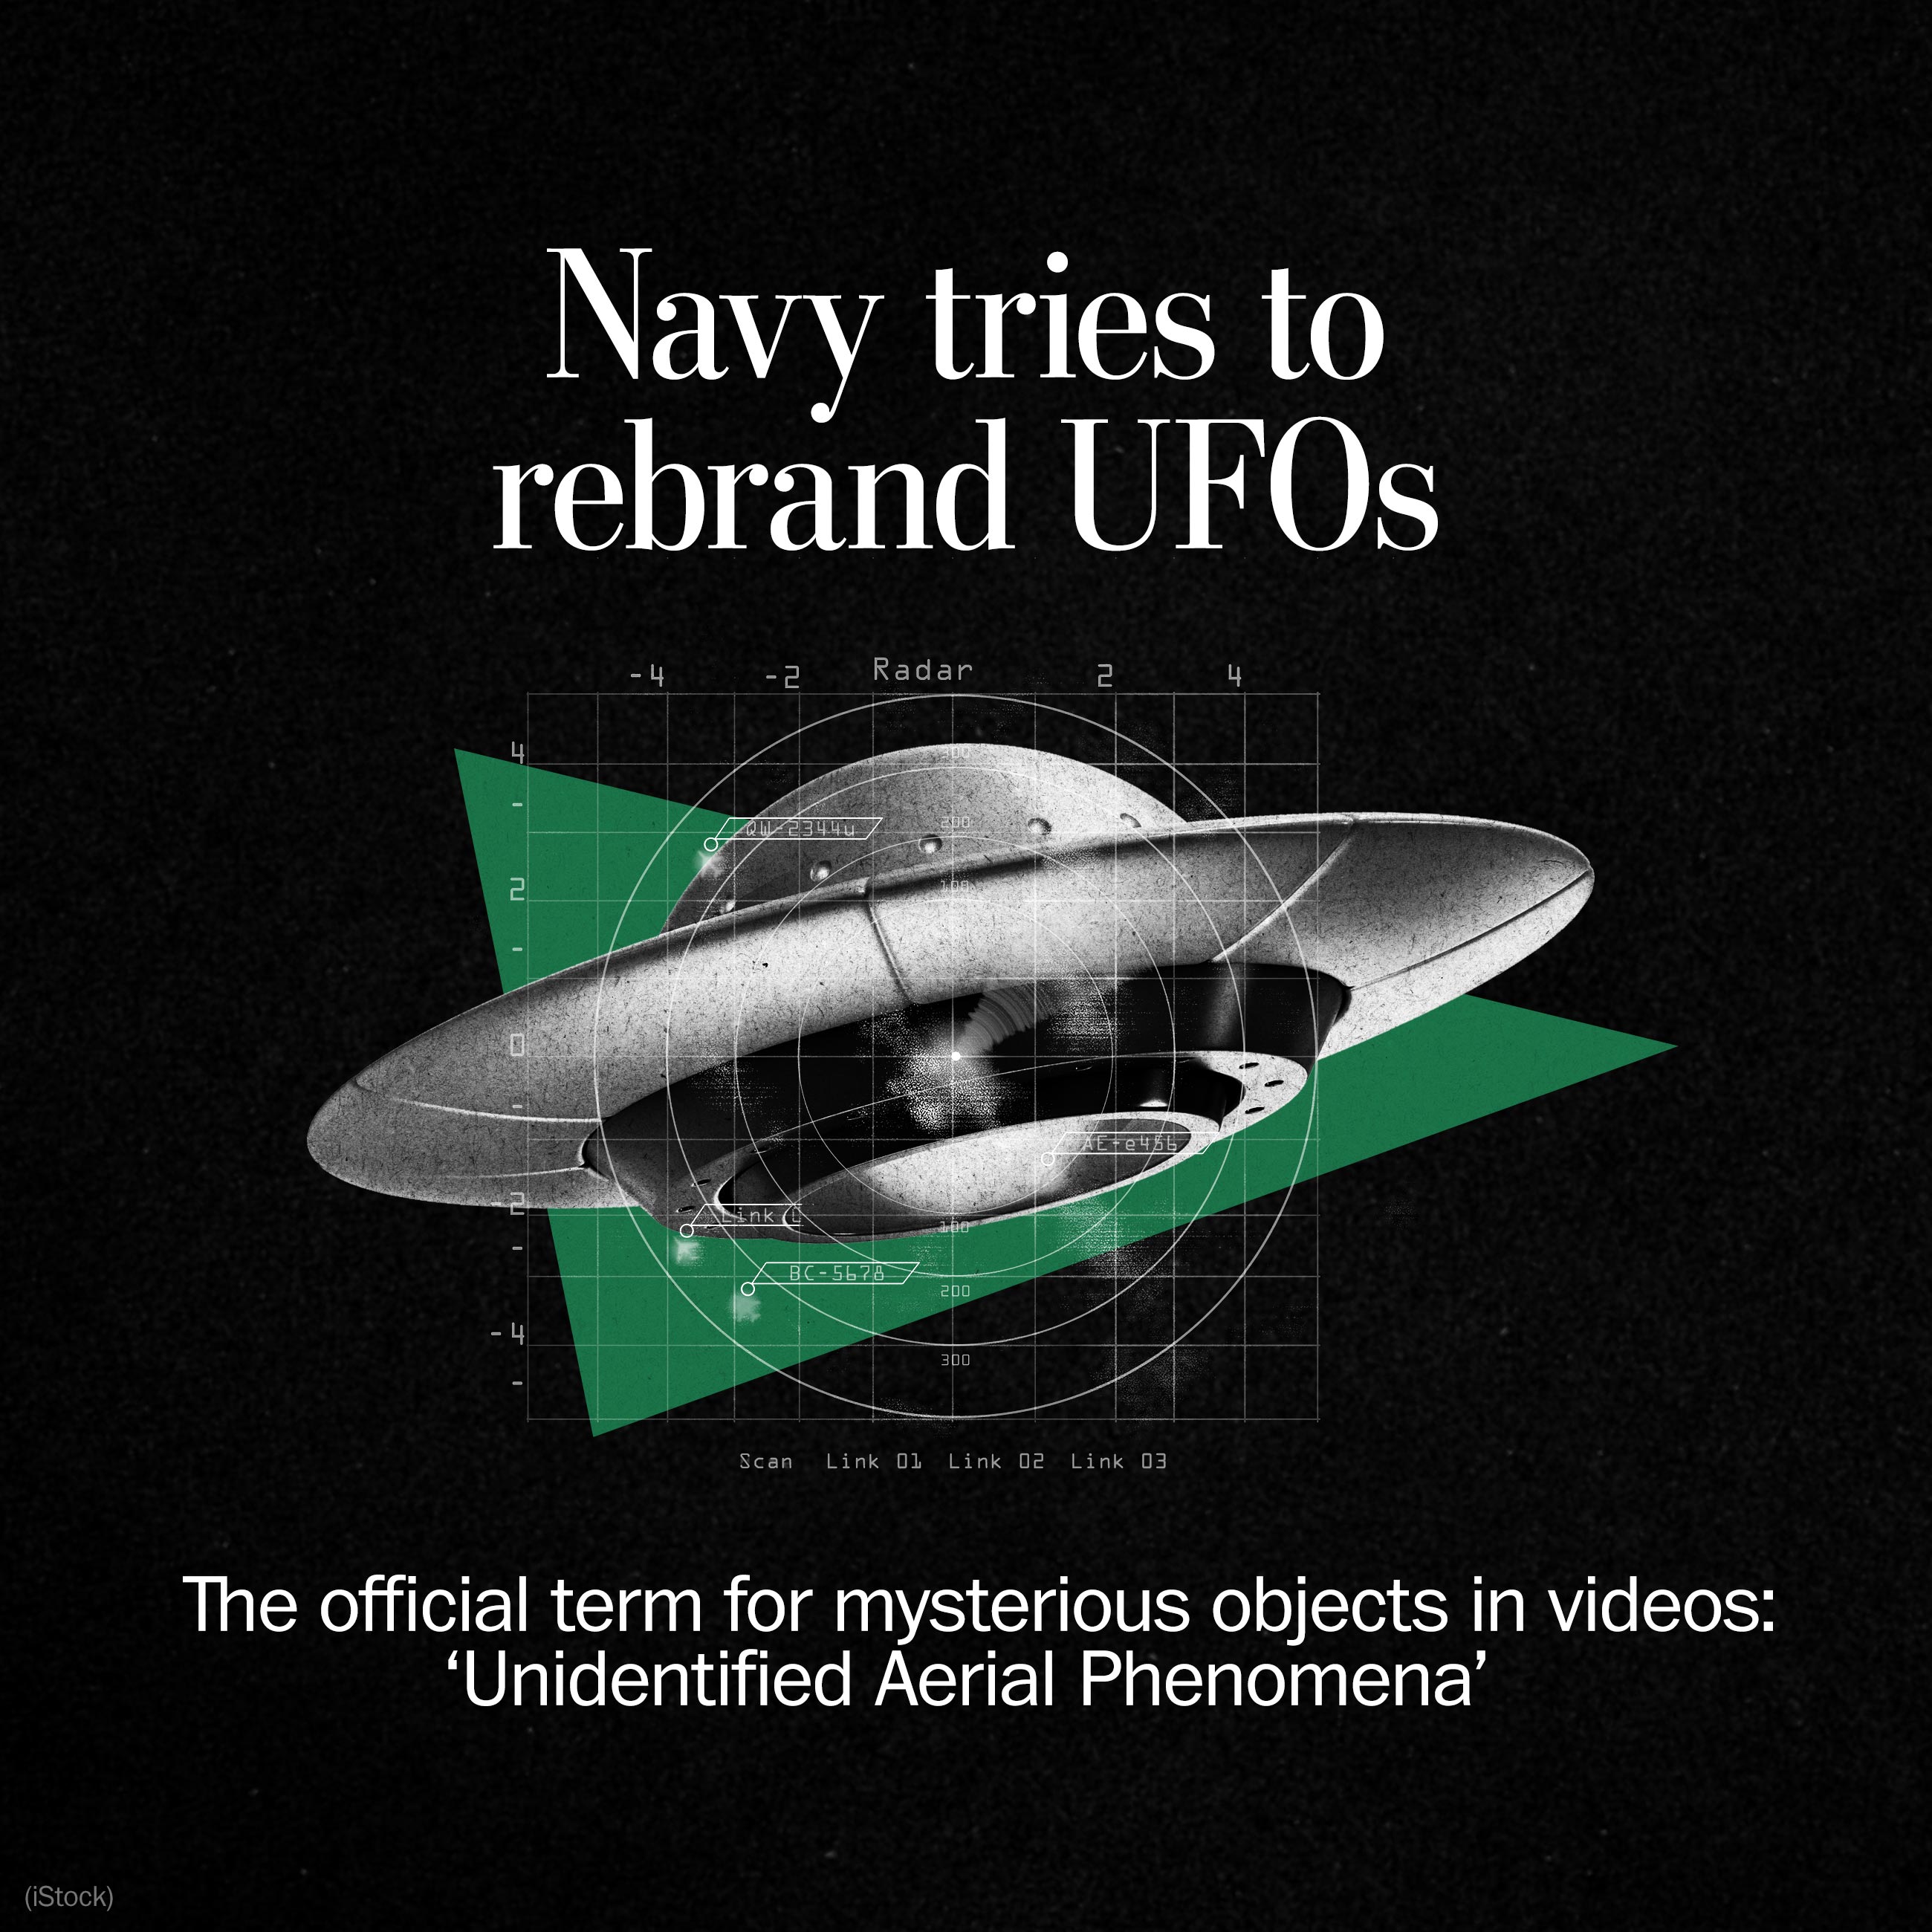 Navy tries to
rebrand UFOs
-4 -2 Radar 2 4
4
300
-
QW-2344u
200
2
100
-
0
-
AE-e456
-2
Link
100
-
BC-5678
200
-4
300
-
Scan Link 01 Link 02 Link 03
The official term for mysterious objects in videos:
‘Unidentified Aerial Phenomena’
(iStock)